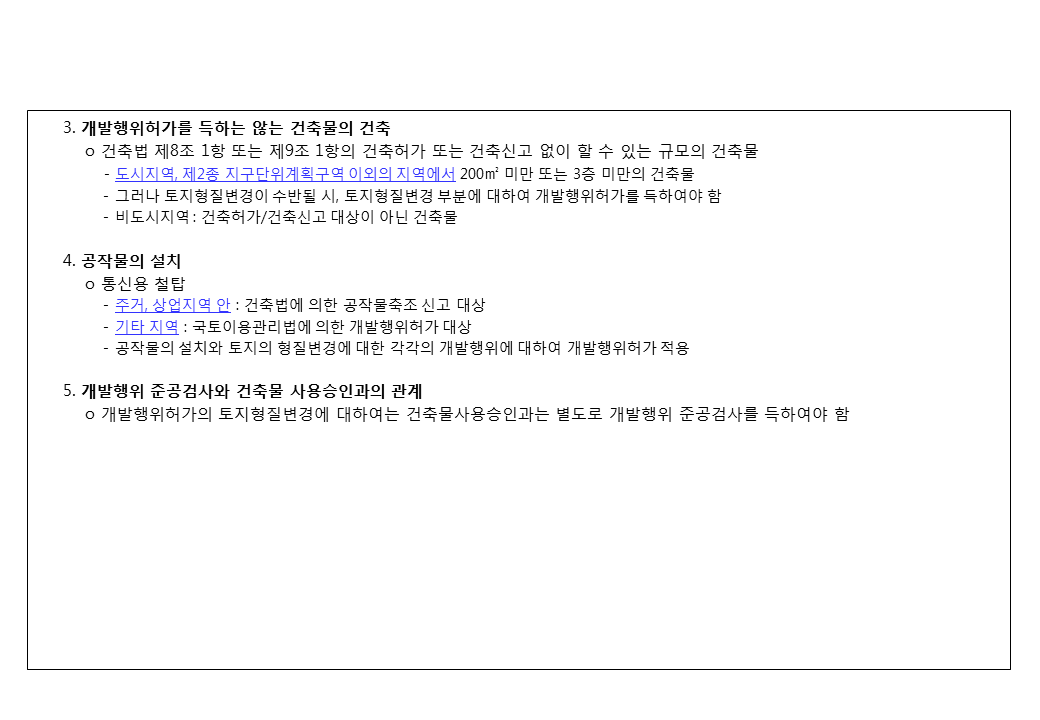 3. 개발행위허가를 득하는 않는 건축물의 건축
o 건축법 제8조 1항 또는 제9조 1항의 건축허가 또는 건축신고 없이 할 수 있는 규모의 건축물
- 도시지역, 제2종 지구단위계획구역 이외의 지역에서 200㎡ 미만 또는 3층 미만의 건축물
- 그러나 토지형질변경이 수반될 시, 토지형질변경 부분에 대하여 개발행위허가를 득하여야 함
- 비도시지역 : 건축허가/건축신고 대상이 아닌 건축물
4. 공작물의 설치
o 통신용 철탑
- 주거, 상업지역 안 : 건축법에 의한 공작물축조 신고 대상
- 기타 지역 : 국토이용관리법에 의한 개발행위허가 대상
- 공작물의 설치와 토지의 형질변경에 대한 각각의 개발행위에 대하여 개발행위허가 적용
5. 개발행위 준공검사와 건축물 사용승인과의 관계
o 개발행위허가의 토지형질변경에 대하여는 건축물사용승인과는 별도로 개발행위 준공검사를 득하여야 함